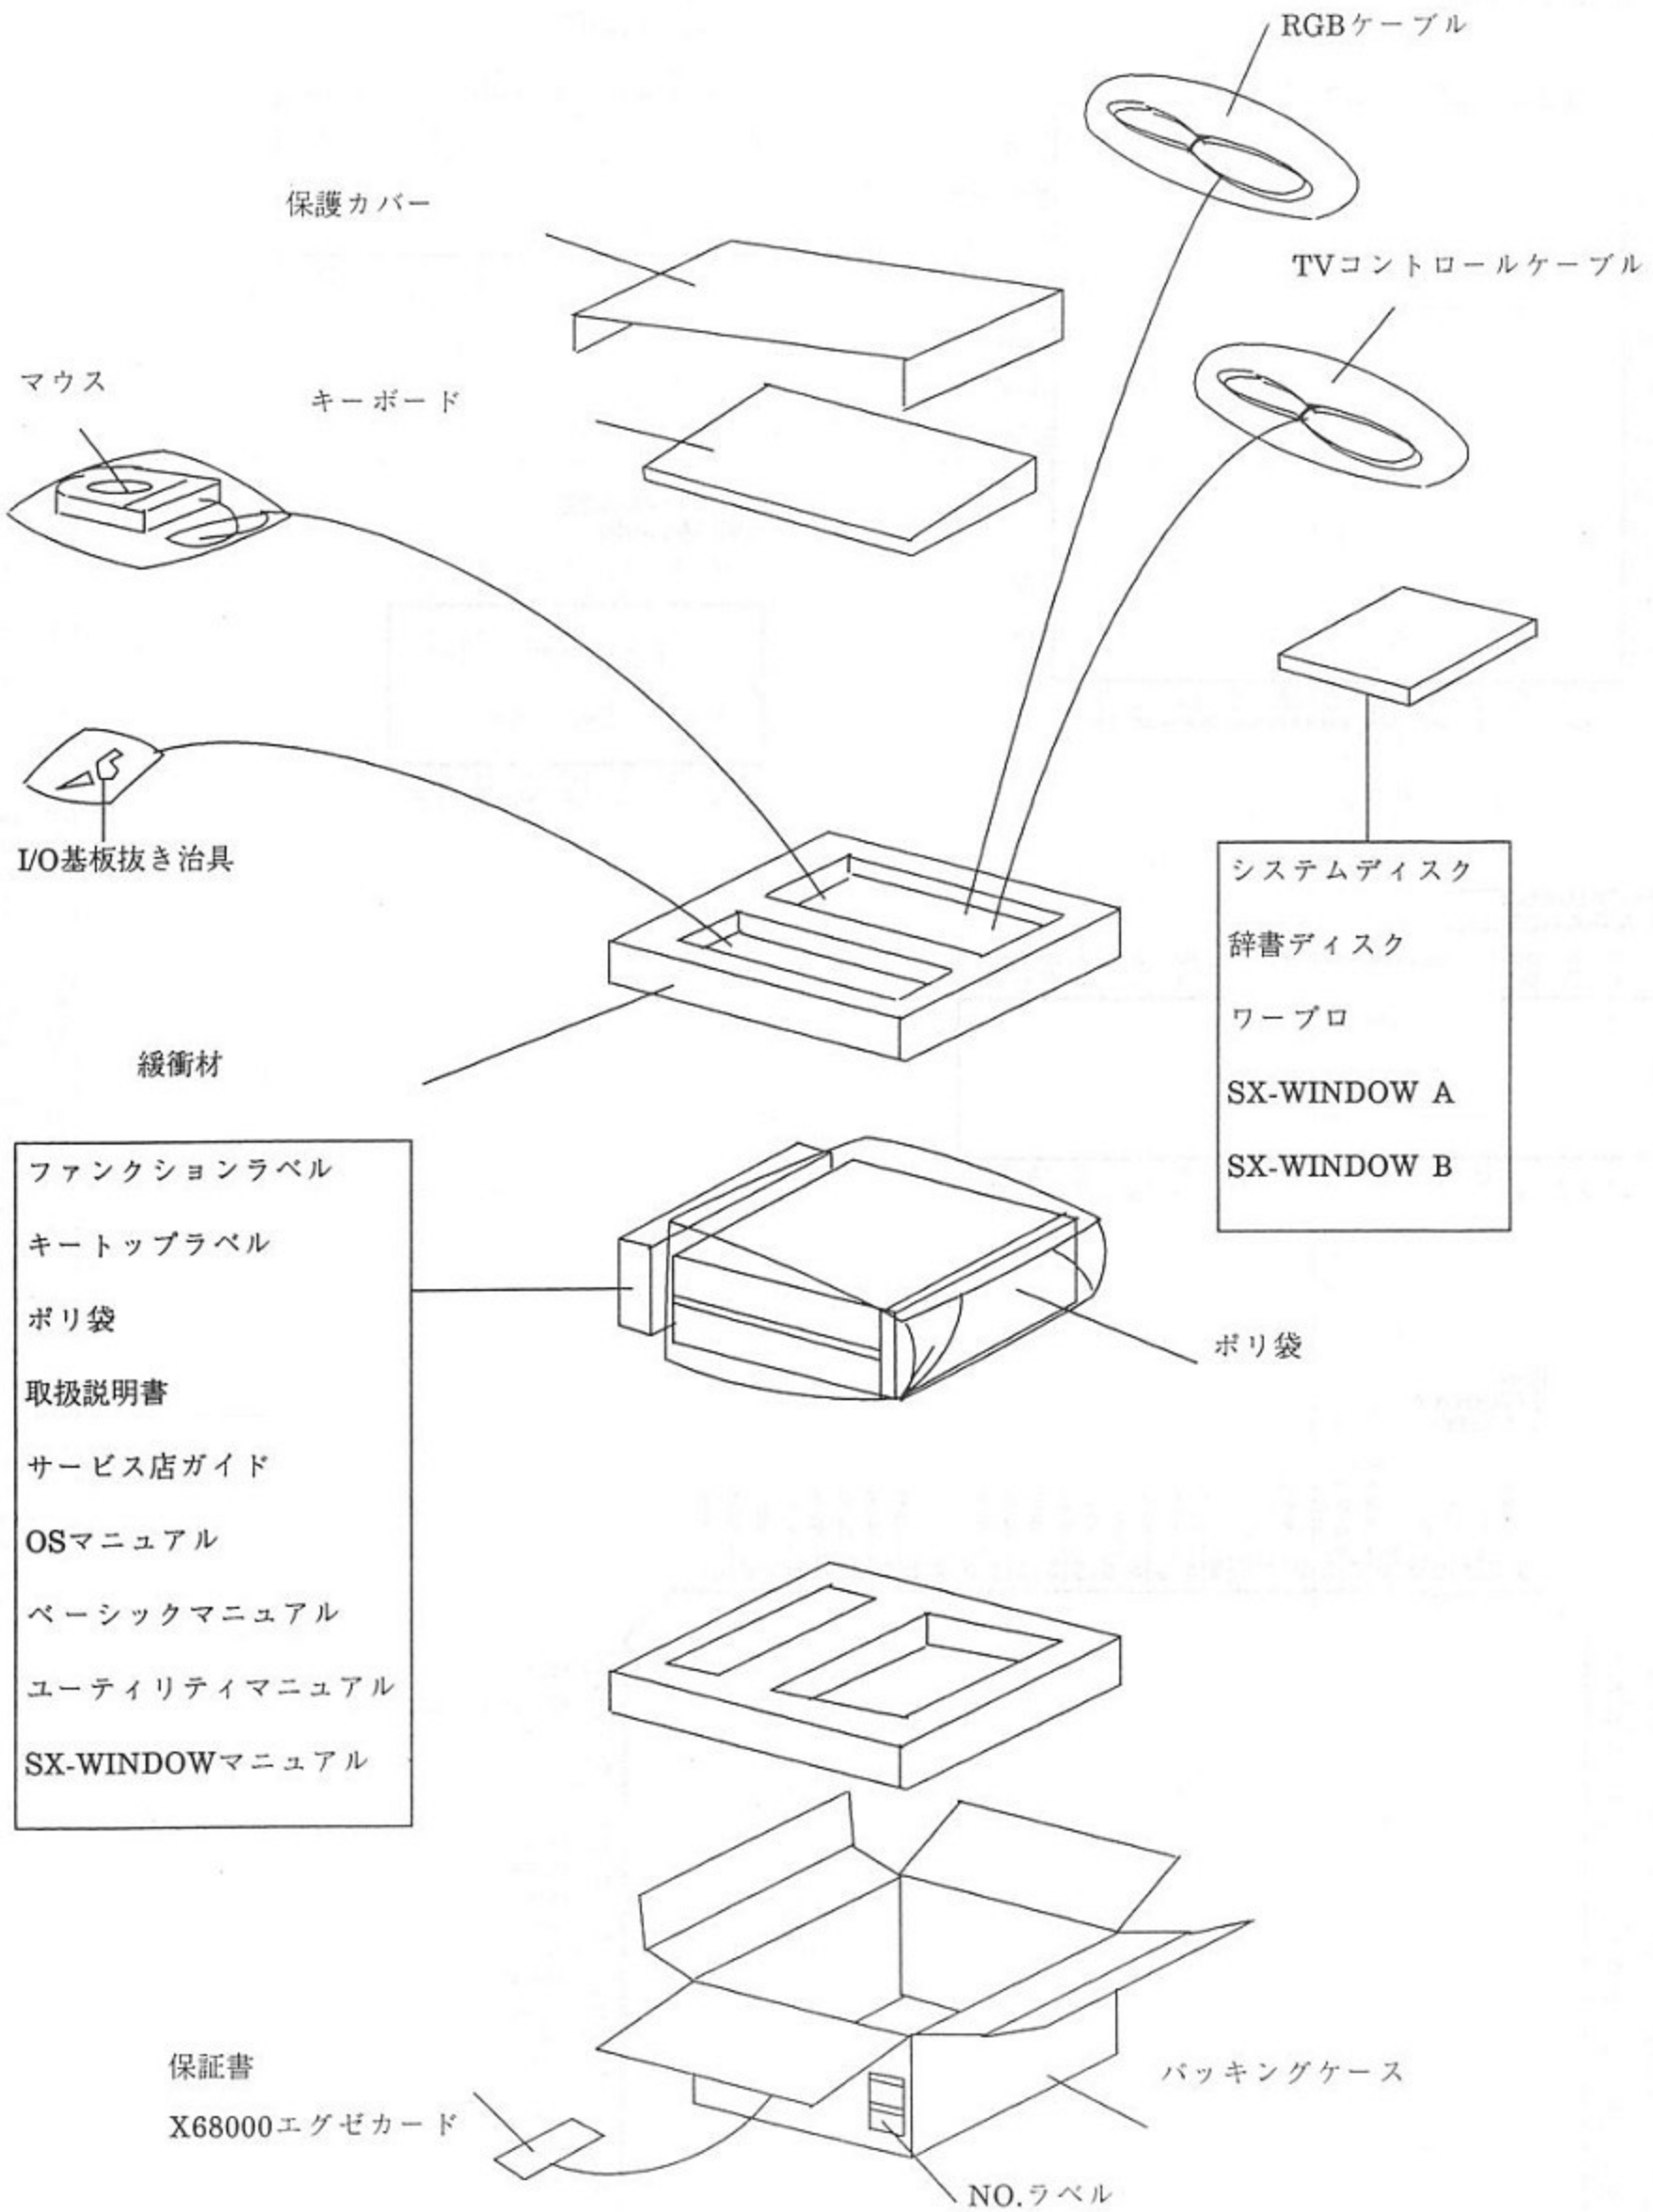 RGBケーブル
保護カバー
TVコントロールケーブル
マウス
キーボード
I/O基板抜き治具
システムディスク
辞書ディスク
ワープロ
SX-WINDOW A
SX-WINDOW B
緩衝材
ファンクションラベル
キートップラベル
ポリ袋
取扱説明書
サービス店ガイド
OSマニュアル
ベーシックマニュアル
ユーティリティマニュアル
SX-WINDOWマニュアル
ポリ袋
保証書
X68000エグゼカード
パッキングケース
NO.ラベル